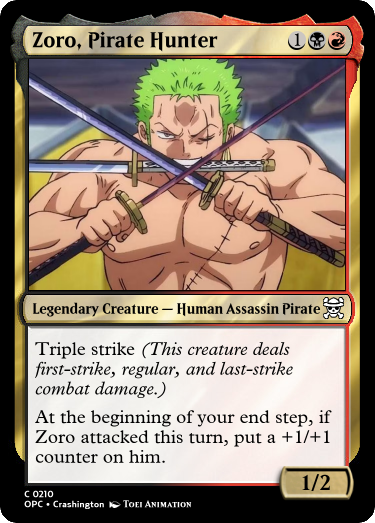 Zoro, Pirate Hunter 1
Legendary Creature — Human Assassin Pirate
Triple strike (This creature deals
first-strike, regular, and last-strike
combat damage.)
At the beginning of your end step, if
Zoro attacked this turn, put a +1/+1
counter on him.
1/2
C 0210
OPC • Crashington TOEI ANIMATION